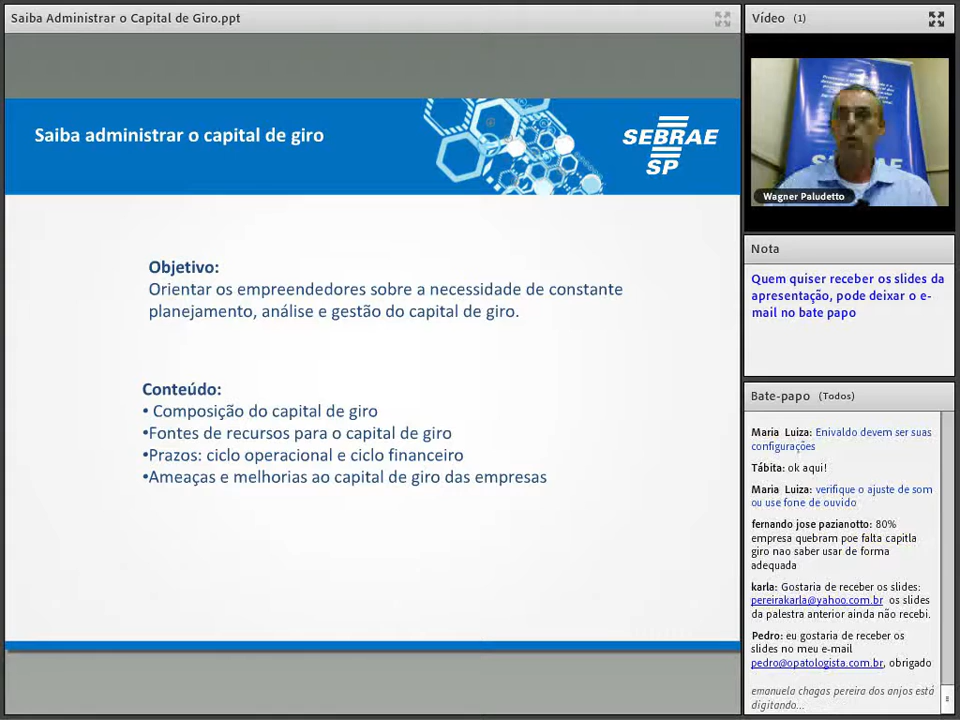 Saiba Administrar o Capital de Giro.ppt
Saiba administrar o capital de giro
SEBRAE
SP
Objetivo:
Orientar os empreendedores sobre a necessidade de constante
planejamento, análise e gestão do capital de giro.
Conteúdo:
• Composição do capital de giro
•Fontes de recursos para o capital de giro
•Prazos: ciclo operacional e ciclo financeiro
•Ameaças e melhorias ao capital de giro das empresas
Vídeo (1)
Wagner Paludetto
Nota
Quem quiser receber os slides da
apresentação, pode deixar o e-
mail no bate papo
Bate-papo (Todos)
Maria Luiza: Enivaldo devem ser suas
configurações
Tábita: ok aqui!
Maria Luiza: verifique o ajuste de som
ou use fone de ouvido
fernando jose pazianotto: 80%
empresa quebram poe falta capitla
giro nao saber usar de forma
adequada
karla: Gostaria de receber os slides:
pereirakarla@yahoo.com.br os slides
da palestra anterior ainda não recebi.
Pedro: eu gostaria de receber os
slides no meu e-mail
pedro@opatologista.com.br, obrigado
emanuela chagas pereira dos anjos está
digitando...